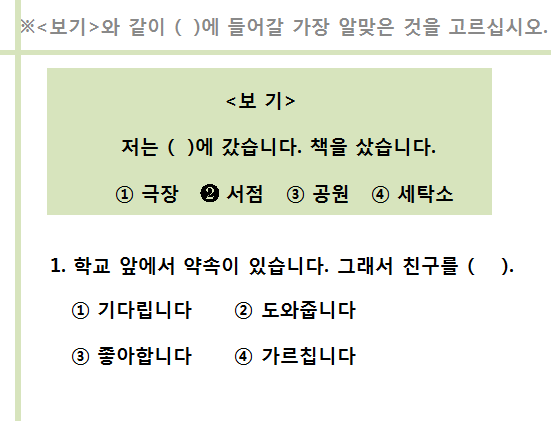 ※<보기>와 같이 ( )에 들어갈 가장 알맞은 것을 고르십시오.
<보 기>
저는 ( )에 갔습니다. 책을 샀습니다.
① 극장 ❷ 서점 ③ 공원 ④ 세탁소
1. 학교 앞에서 약속이 있습니다. 그래서 친구를 ( ).
① 기다립니다 ② 도와줍니다
③ 좋아합니다 ④ 가르칩니다